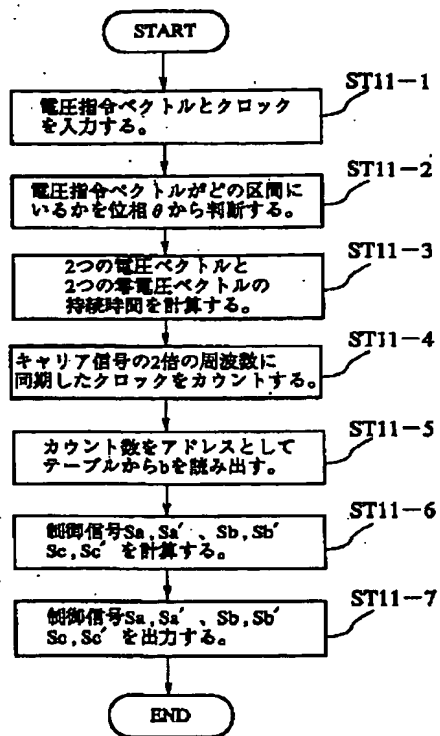 START
ST11-1
電圧指令ベクトルとクロック
を入力する。
ST11-2
電圧指令ベクトルがどの区間に
いるかを位相θから判断する。
ST11-3
2つの電圧ベクトルと
2つの零電圧ベクトルの
持続時間を計算する。
ST11-4
キャリア信号の2倍の周波数に
同期したクロックをカウントする。
ST11-5
カウント数をアドレスとして
テーブルからbを読み出す。
ST11-6
制御信号Sa,Sa′、Sb,Sb′
Sc,Sc′を計算する。
ST11-7
制御信号Sa,Sa′、Sb,Sb′
Sc,Sc′を出力する。
END